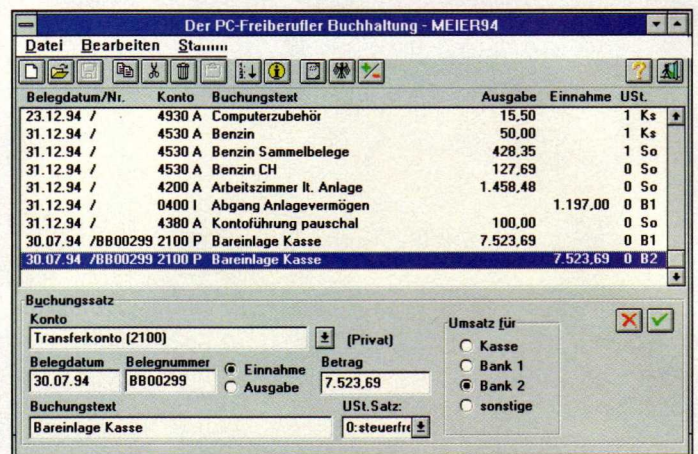 Der PC-Freiberufler Buchhaltung - MEIER94
Datei Bearbeiten
Belegdatum/Nr. Konto Buchungstext Ausgabe Einnahme USt.
23.12.94 / 4930 A Computerzubehör 15,50 1 Ks
31.12.94 / 4530 A Benzin 50,00 1 Ks
31.12.94 / 4530 A Benzin Sammelbelege 428,35 1 So
31.12.94 / 4530 A Benzin CH 127,69 0 So
31.12.94 / 4200 A Arbeitszimmer lt. Anlage 1.458,48 0 So
31.12.94 / 0400 I Abgang Anlagevermögen 1.197,00 0 B1
31.12.94 / 4380 A Kontoführung pauschal 100,00 0 So
30.07.94 /BB00299 2100 P Bareinlage Kasse 7.523,69 0 B1
30.07.94 /BB00299 2100 P Bareinlage Kasse 7.523,69 0 B2
Buchungssatz
Konto
Transferkonto (2100) (Privat)
Umsatz für
Kasse
Bank 1
Bank 2
sonstige
Belegdatum Belegnummer Einnahme Betrag
30.07.94 BB00299 Ausgabe 7.523,69
Buchungstext USt.Satz:
Bareinlage Kasse 0:steuerfre